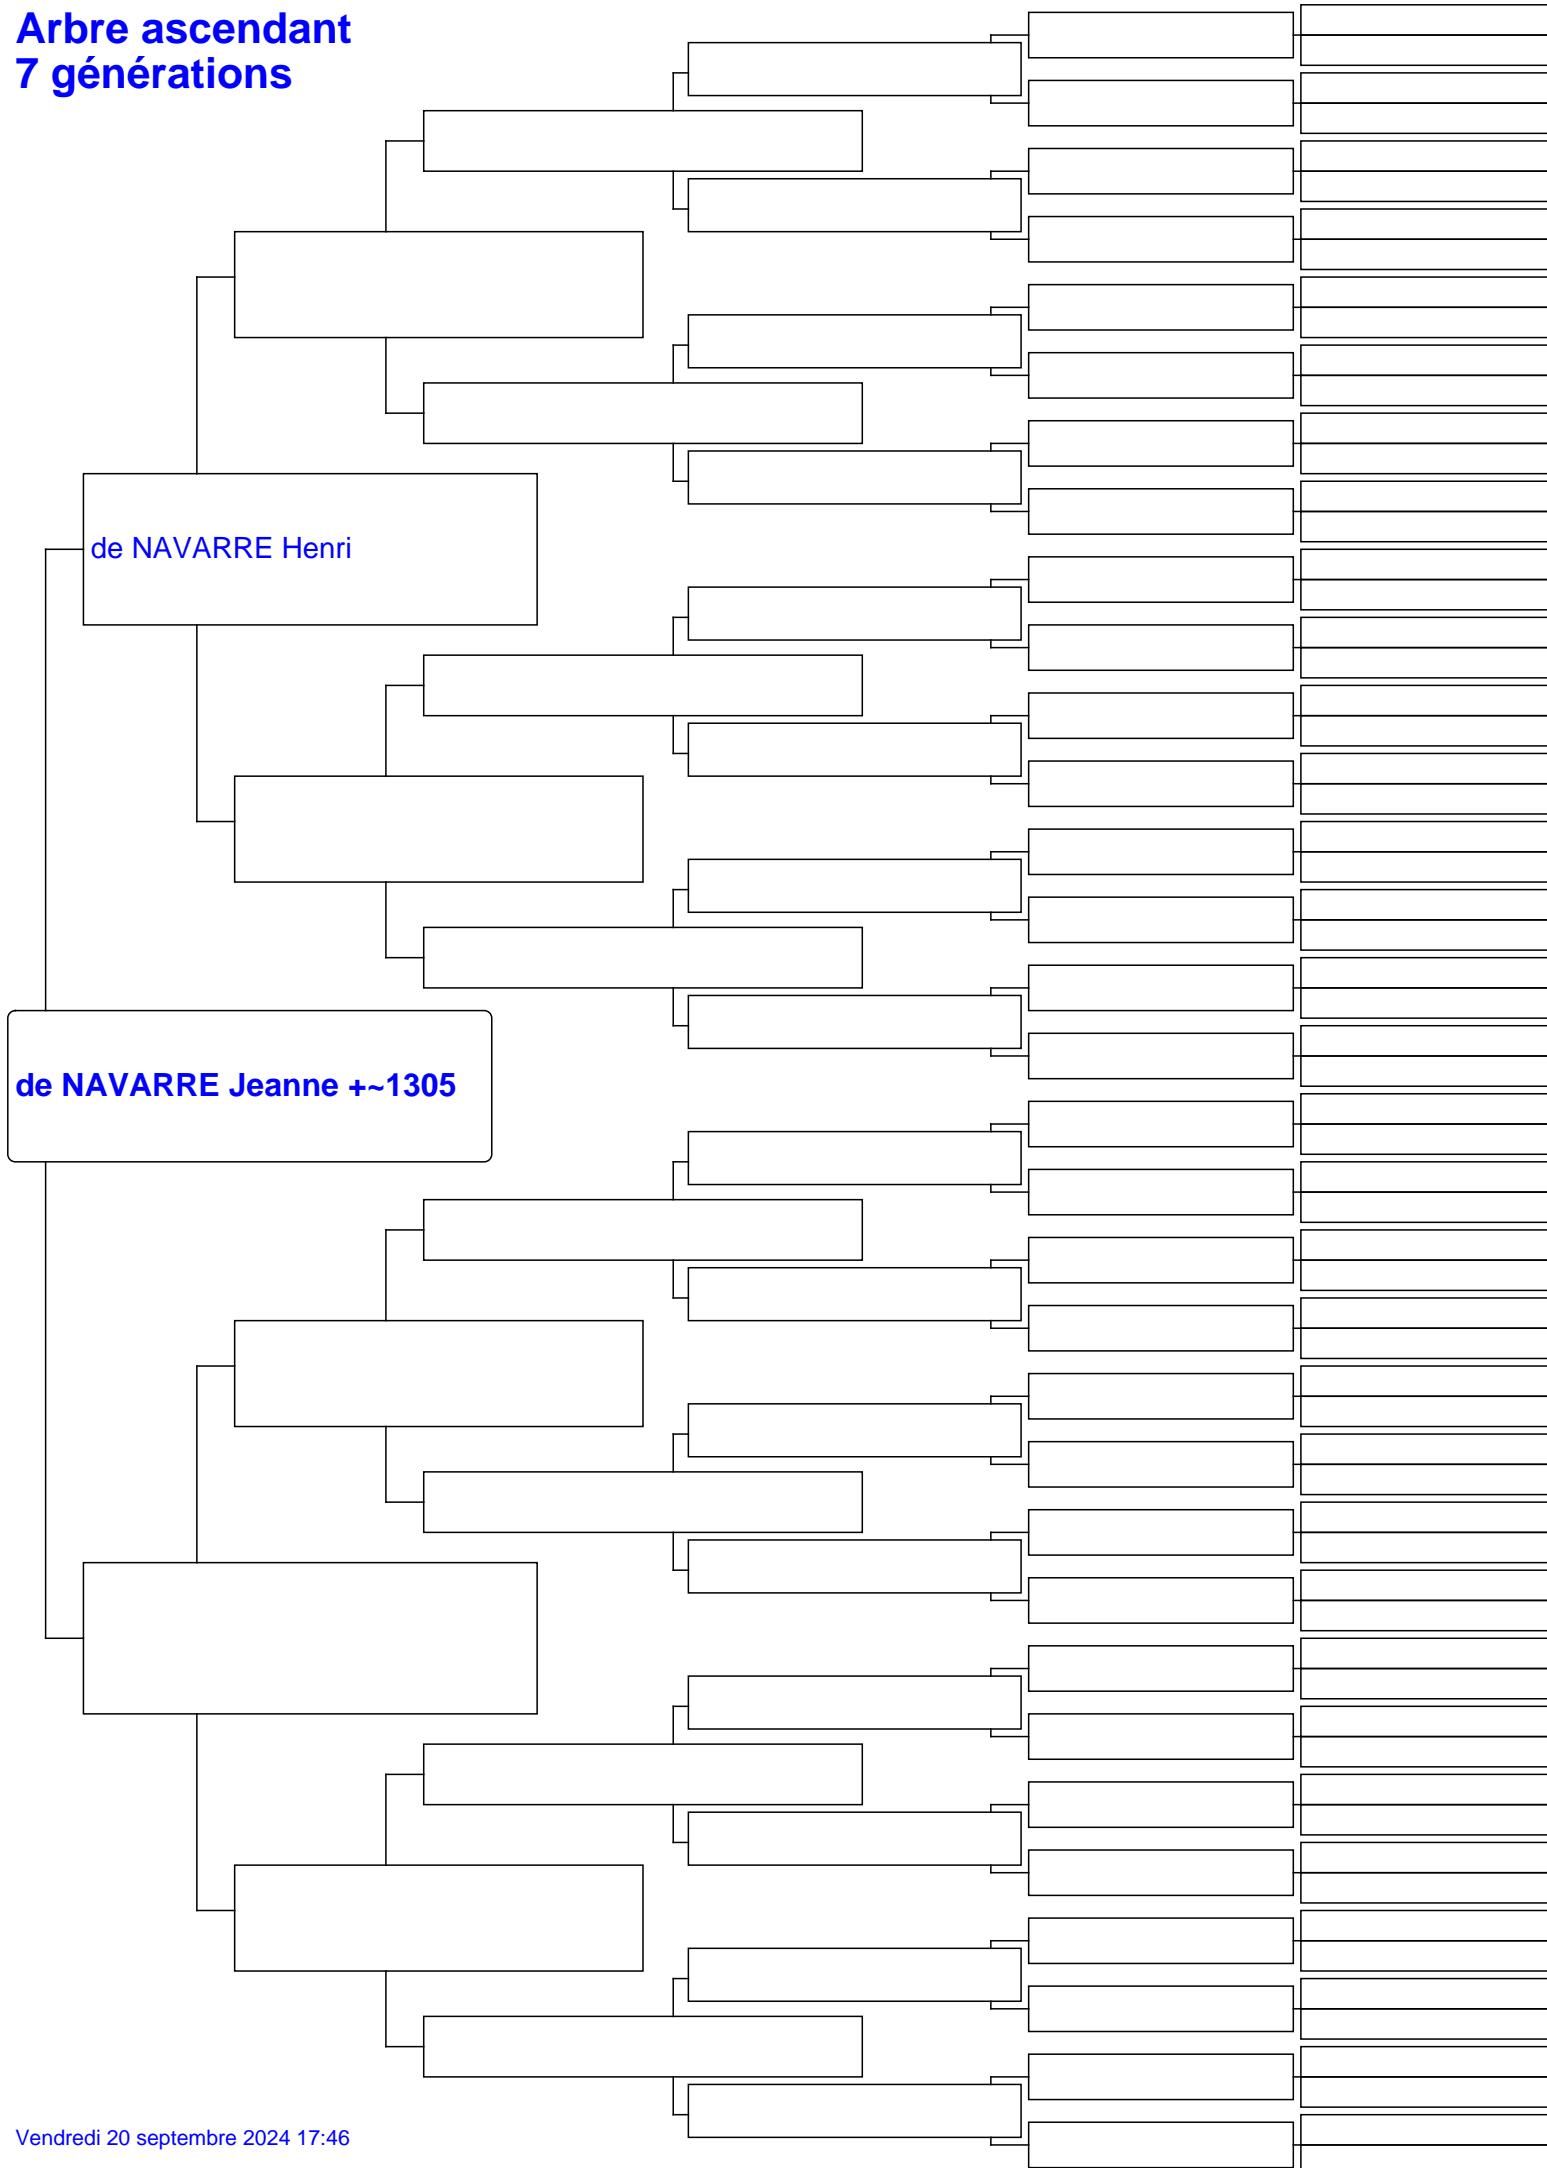 Arbre ascendant
7 générations
de NAVARRE Henri
de NAVARRE Jeanne +~1305
Vendredi 20 septembre 2024 17:46